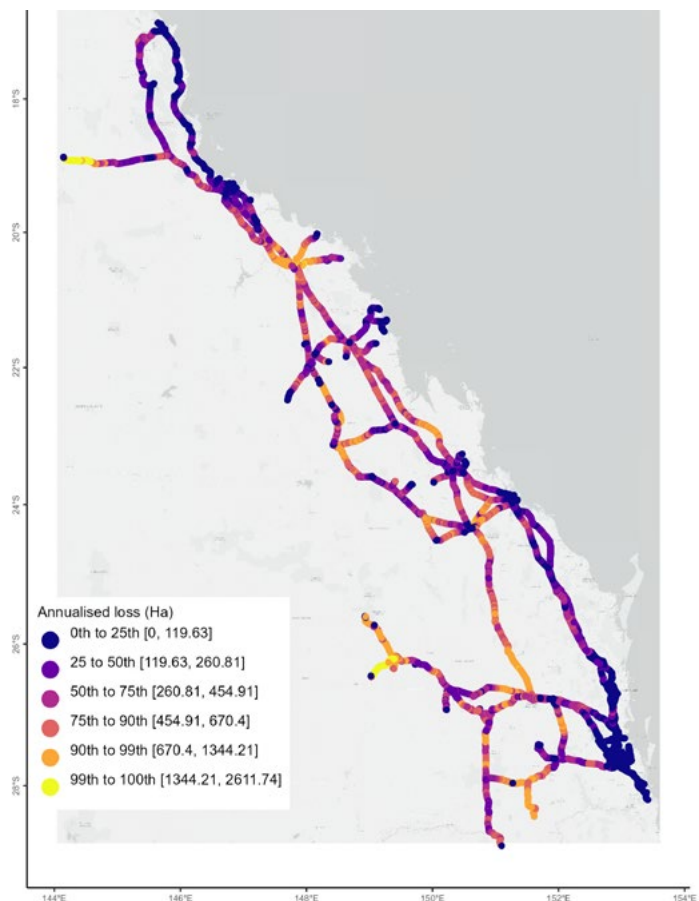 18°S
20°S
22°S
24°S
Annualised loss (Ha)
0th to 25th [0, 119.63]
26°S
25 to 50th [119.63, 260.81]
50th to 75th [260.81, 454.91]
75th to 90th [454.91, 670.4]
90th to 99th [670.4, 1344.21]
99th to 100th [1344.21, 2611.74]
28°S
144°E 146°E 148°E 150°E 152°E 154°E